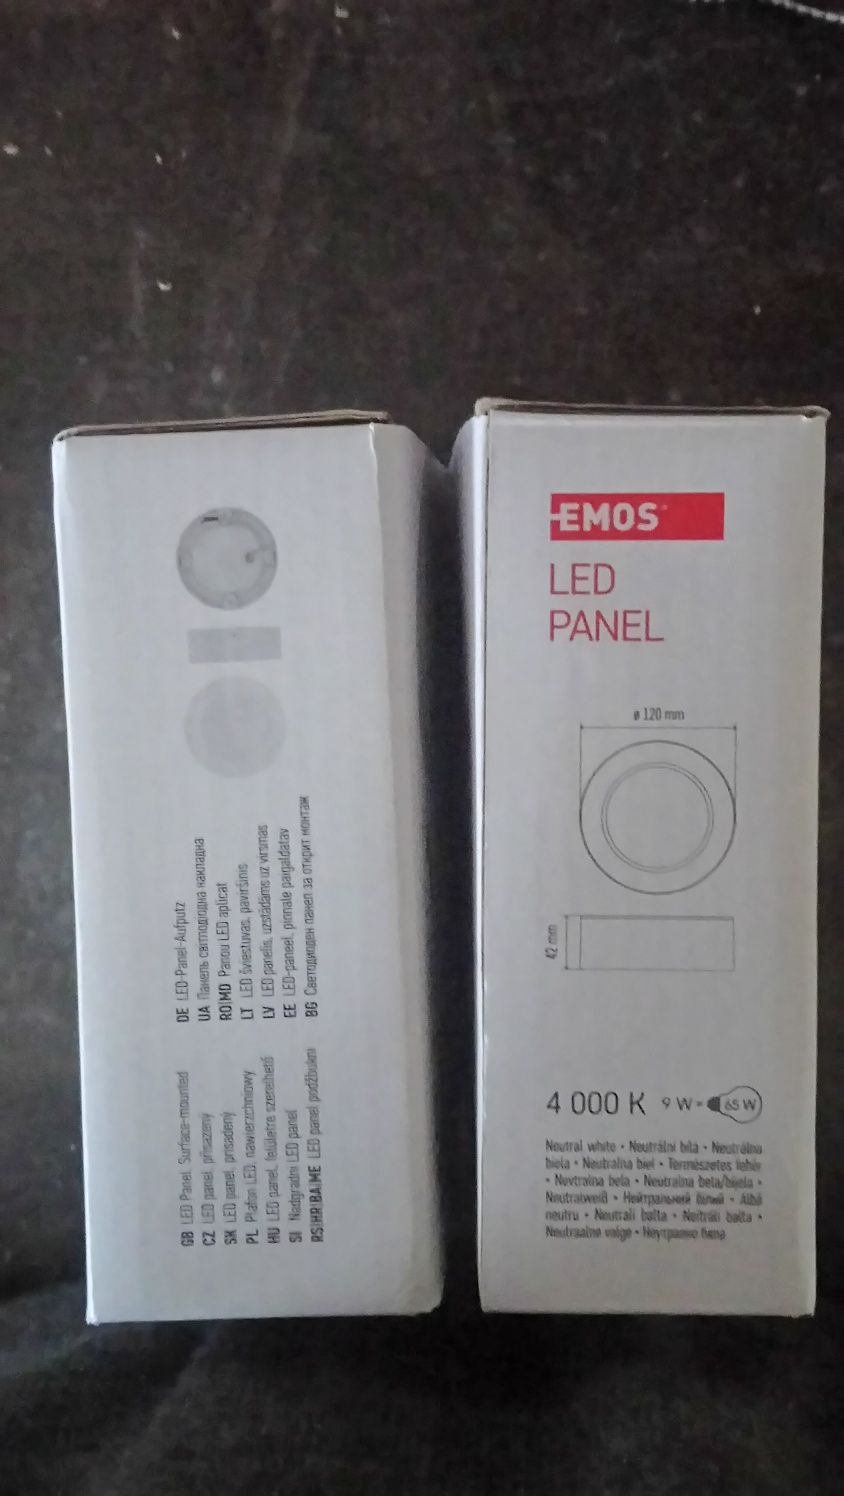 GB LED Panel, Surface-mounted
CZ LED panel, přisazený
SK LED panel, prisadený
PL Plafon LED, nawierzchniowy
HU LED panel, felületre szerelhető
SI Nadgradni LED panel
RS|HR|BA|ME LED panel podžbukni
DE LED-Panel-Aufputz
UA Панель світлодіодна накладна
RO|MD Panou LED aplicat
LT LED šviestuvas, paviršinis
LV LED panelis, uzstādāms uz virsmas
EE LED-paneel, pinnale paigaldatav
BG Светодиоден панел за открит монтаж
EMOS®
LED
PANEL
ø 120 mm
42 mm
4 000 K 9 W = 65 W
Neutral white • Neutrální bílá • Neutrálna
biela • Neutralna biel • Természetes fehér
• Nevtralna bela • Neutralna bela/bijela •
Neutralweiß • Нейтральний білий • Albă
neutru • Neutrali balta • Neitrāli balta •
Neutraalne valge • Неутрално бяла